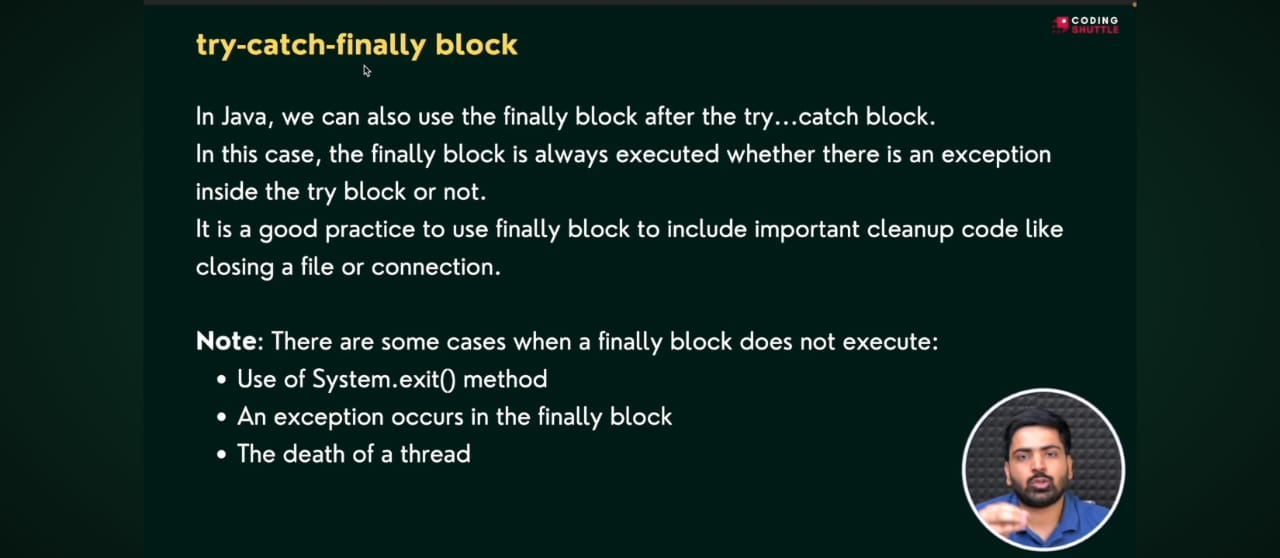 CODING
SHUTTLE
try-catch-finally block
In Java, we can also use the finally block after the try...catch block.
In this case, the finally block is always executed whether there is an exception
inside the try block or not.
It is a good practice to use finally block to include important cleanup code like
closing a file or connection.
Note: There are some cases when a finally block does not execute:
• Use of System.exit() method
• An exception occurs in the finally block
• The death of a thread